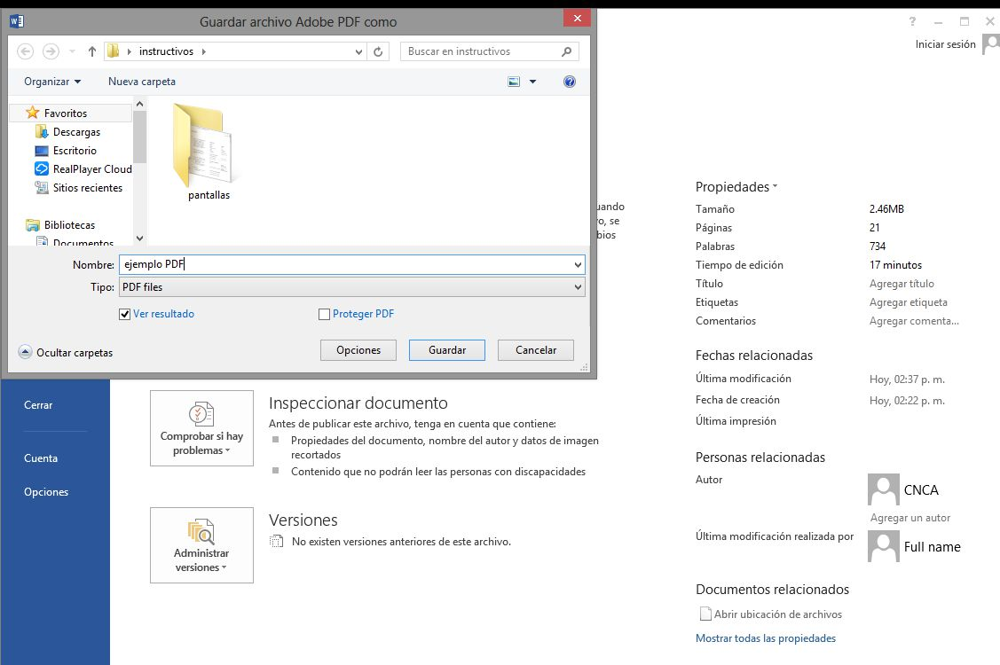 Guardar archivo Adobe PDF como
Iniciar sesión
instructivos
Buscar en instructivos
Organizar
Nueva carpeta
Favoritos
Descargas
Escritorio
RealPlayer Cloud
Sitios recientes
Bibliotecas
Documentos
pantallas
Nombre: ejemplo PDF
Tipo: PDF files
Ver resultado
Proteger PDF
Ocultar carpetas
Opciones
Guardar
Cancelar
Cerrar
Cuenta
Opciones
Comprobar si hay
problemas
Inspeccionar documento
Antes de publicar este archivo, tenga en cuenta que contiene:
Propiedades del documento, nombre del autor y datos de imagen
recortados
Contenido que no podrán leer las personas con discapacidades
Administrar
versiones
Versiones
No existen versiones anteriores de este archivo.
Propiedades
Tamaño 2.46MB
Páginas 21
Palabras 734
Tiempo de edición 17 minutos
Título Agregar título
Etiquetas Agregar etiqueta
Comentarios Agregar comenta...
Fechas relacionadas
Última modificación Hoy, 02:37 p. m.
Fecha de creación Hoy, 02:22 p. m.
Última impresión
Personas relacionadas
Autor CNCA
Agregar un autor
Última modificación realizada por Full name
Documentos relacionados
Abrir ubicación de archivos
Mostrar todas las propiedades